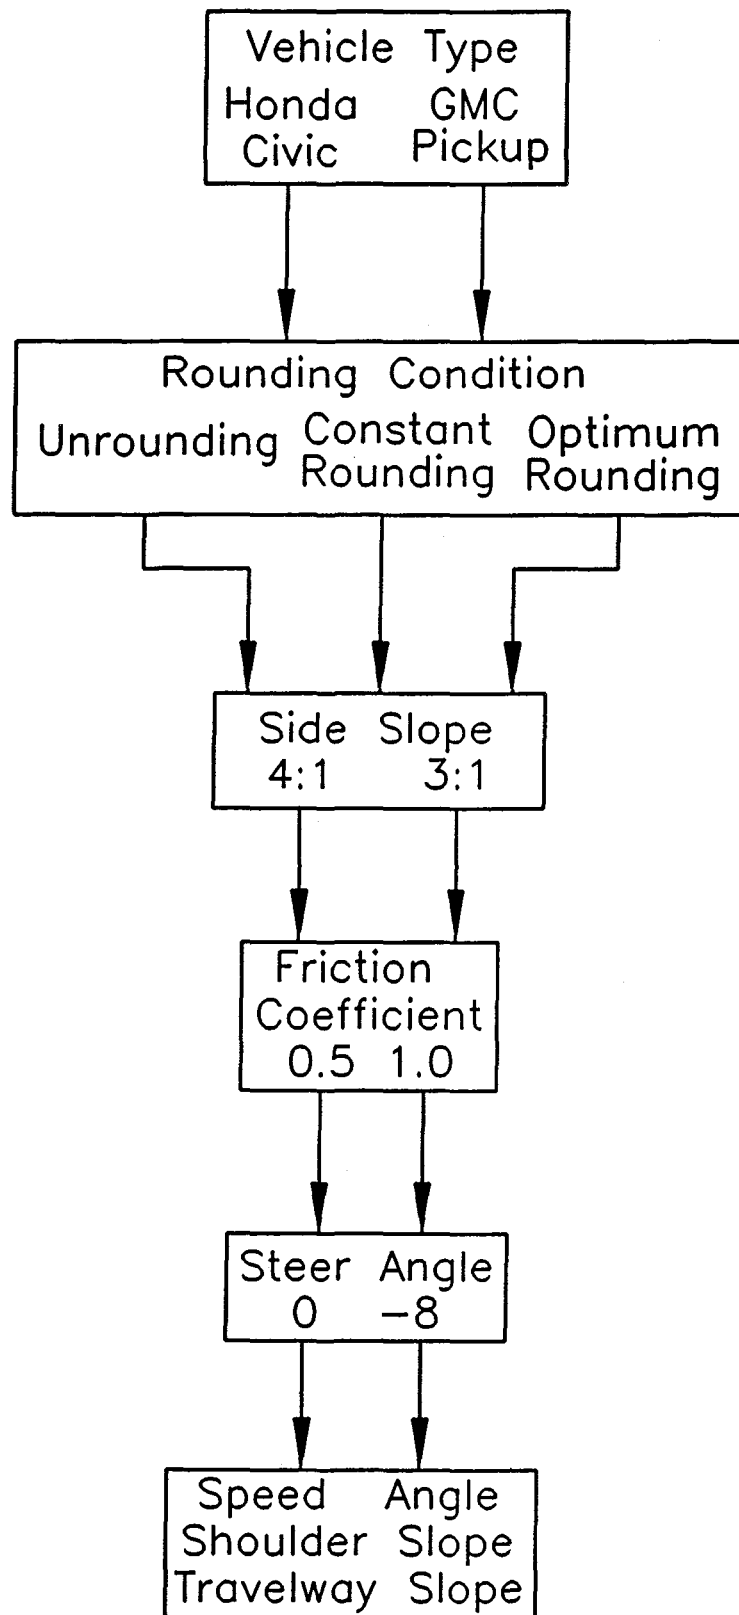 Vehicle Type
Honda GMC
Civic Pickup
Rounding Condition
Unrounding Constant Rounding Optimum Rounding
Side Slope
4:1 3:1
Friction
Coefficient
0.5 1.0
Steer Angle
0 -8
Speed Angle
Shoulder Slope
Travelway Slope